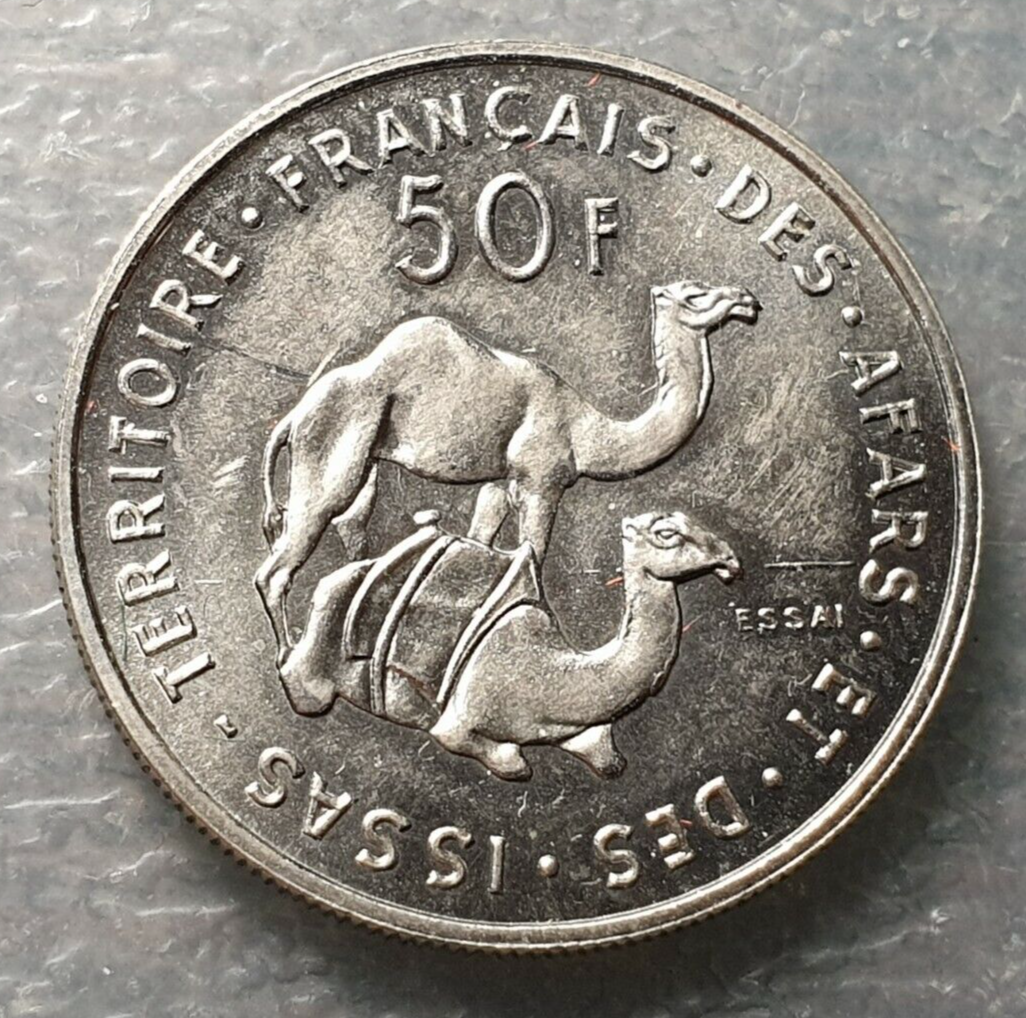 TERRITOIRE · FRANÇAIS · DES · AFARS · ET · DES · ISSAS ·
50 F
ESSAI